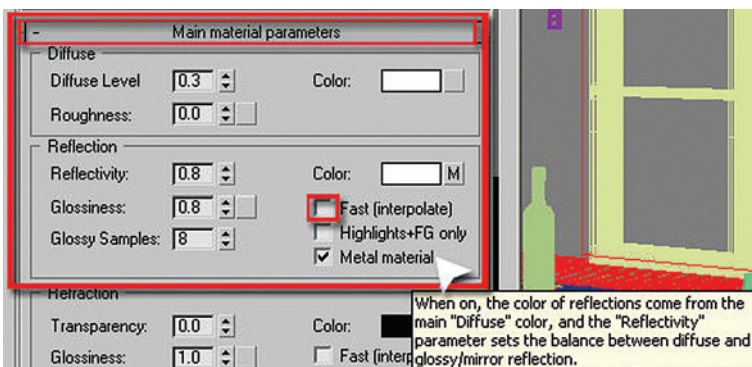 - Main material parameters
Diffuse
Diffuse Level 0.3 Color:
Roughness: 0.0
Reflection
Reflectivity: 0.8 Color: M
Glossiness: 0.8 Fast (interpolate)
Glossy Samples: 8 Highlights+FG only
Metal material
Refraction
Transparency: 0.0 Color:
Glossiness: 1.0 Fast (interp
When on, the color of reflections come from the
main "Diffuse" color, and the "Reflectivity"
parameter sets the balance between diffuse and
glossy/mirror reflection.